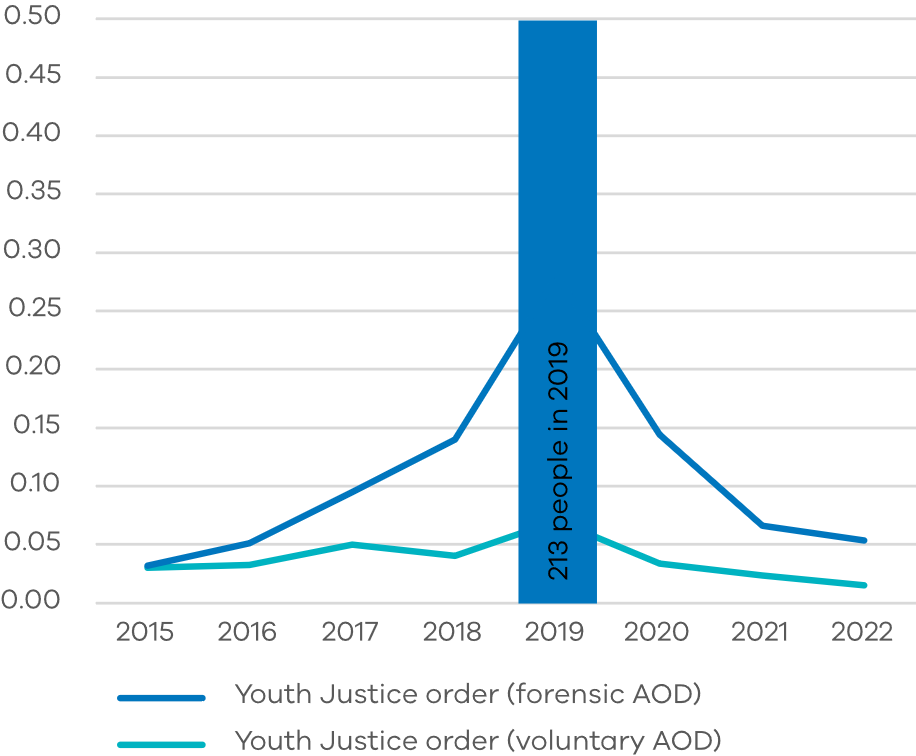 0.50
0.45
0.40
0.35
0.30
0.25
0.20
0.15
0.10
0.05
0.00
213 people in 2019
2015 2016 2017 2018 2019 2020 2021 2022
Youth Justice order (forensic AOD)
Youth Justice order (voluntary AOD)